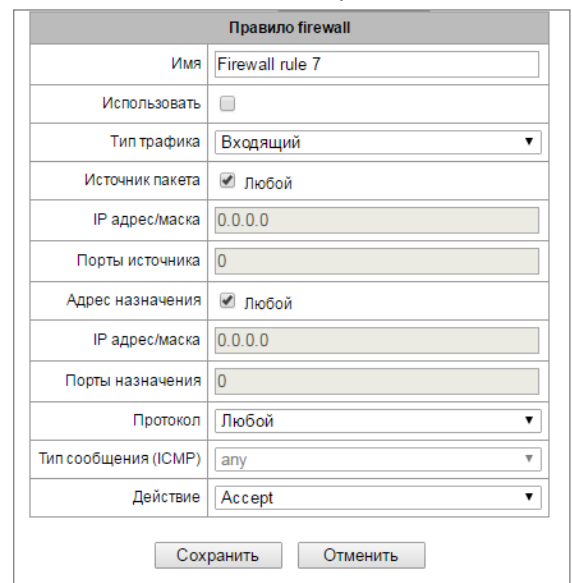 Правило firewall
Имя Firewall rule 7
Использовать
Тип трафика Входящий
Источник пакета Любой
IP адрес/маска 0.0.0.0
Порты источника 0
Адрес назначения Любой
IP адрес/маска 0.0.0.0
Порты назначения 0
Протокол Любой
Тип сообщения (ICMP) any
Действие Accept
Сохранить Отменить